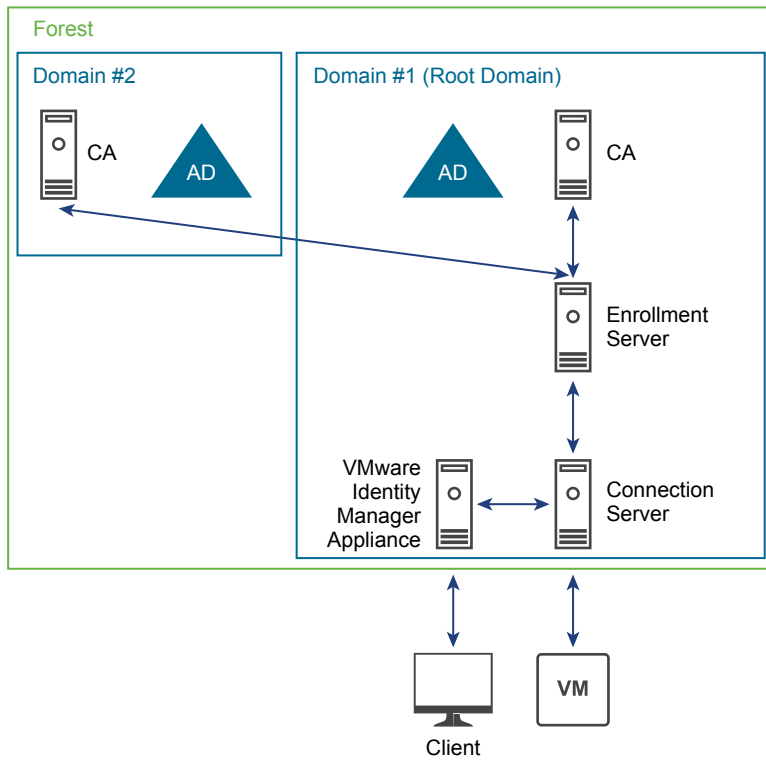 Forest
Domain #2
Domain #1 (Root Domain)
CA
AD
AD
CA
Enrollment
Server
VMware
Identity
Manager
Appliance
Connection
Server
Client
VM